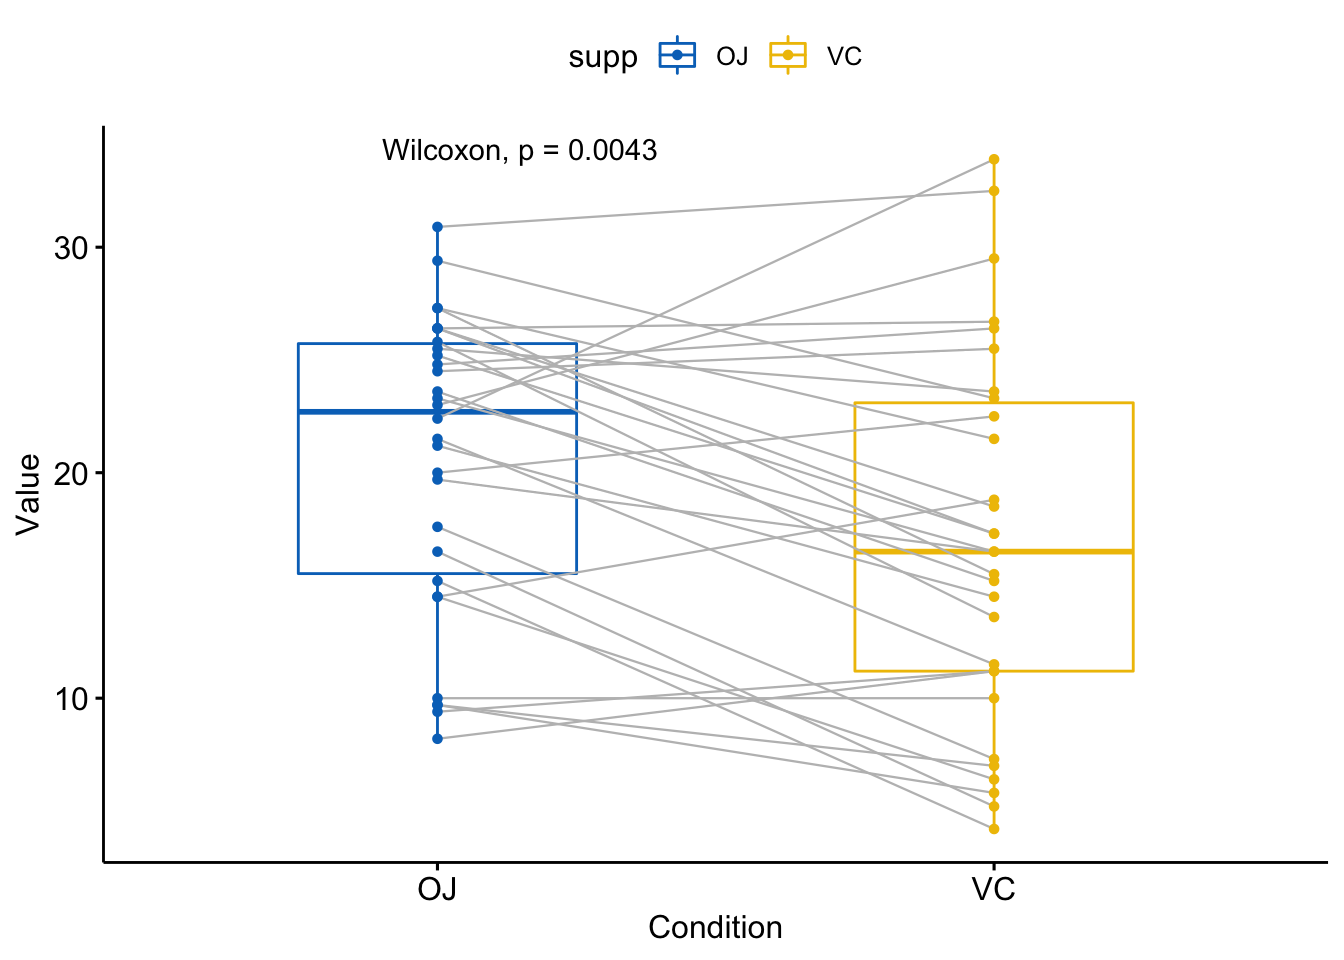 supp OJ VC
Wilcoxon, p = 0.0043
30
20
10
Value
OJ VC
Condition